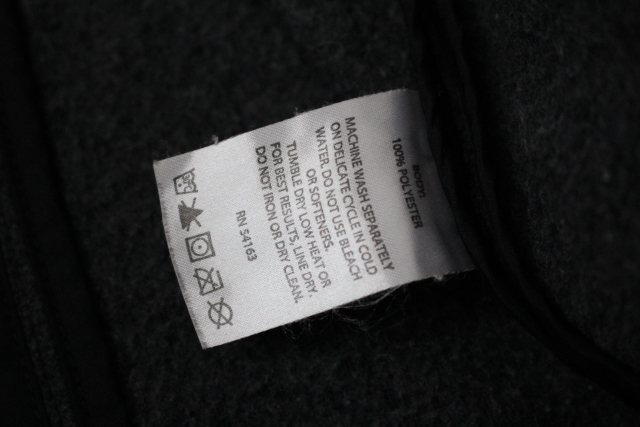 BODY:
100% POLYESTER
MACHINE WASH SEPARATELY
ON DELICATE CYCLE IN COLD
WATER. DO NOT USE BLEACH
OR SOFTENERS.
TUMBLE DRY LOW HEAT OR
FOR BEST RESULTS, LINE DRY.
DO NOT IRON OR DRY CLEAN.
RN 54163